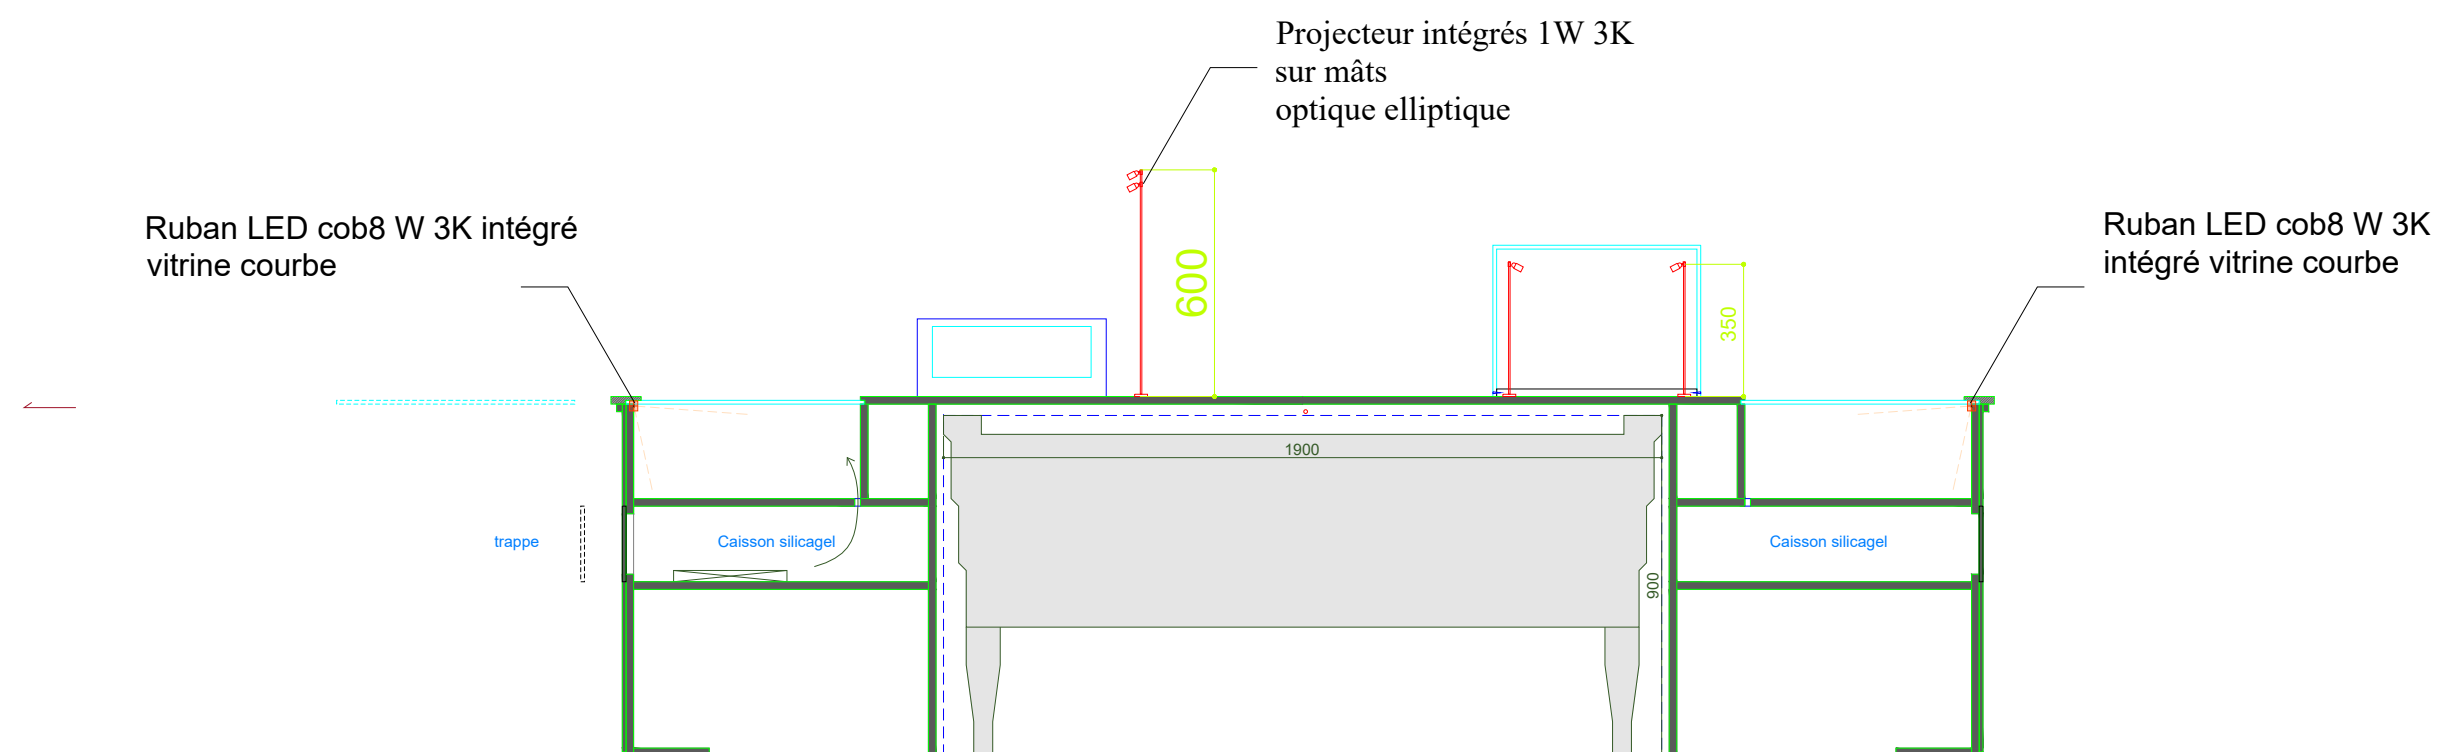 Projecteur intégrés 1W 3K
sur mâts
optique elliptique
Ruban LED cob8 W 3K intégré
vitrine courbe
Ruban LED cob8 W 3K
intégré vitrine courbe
600
350
1900
trappe
Caisson silicagel
Caisson silicagel
900